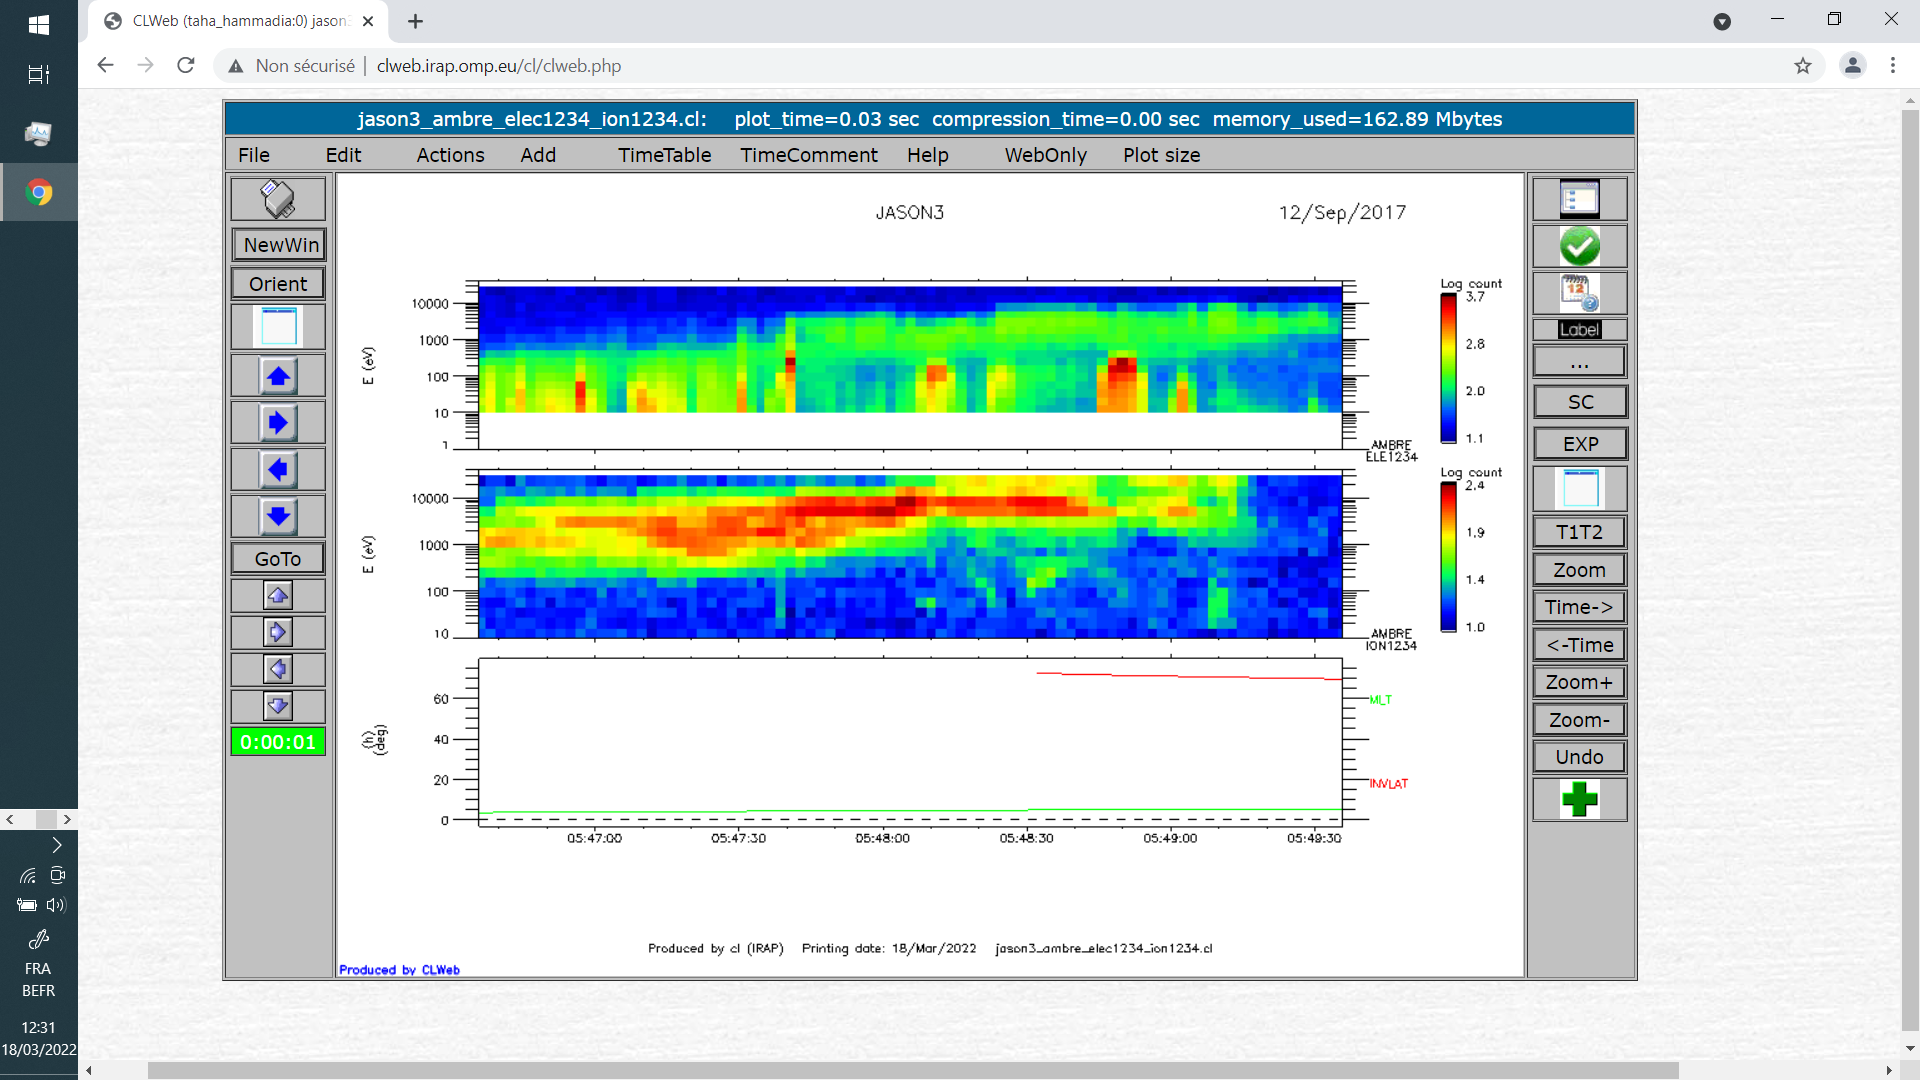 CLWeb (taha_hammadia:0) jason3
Non sécurisé | clweb.irap.omp.eu/cl/clweb.php
jason3_ambre_elec1234_ion1234.cl: plot_time=0.03 sec compression_time=0.00 sec memory_used=162.89 Mbytes
File Edit Actions Add TimeTable TimeComment Help WebOnly Plot size
NewWin
Orient
GoTo
0:00:01
JASON3 12/Sep/2017
E (eV)
10000
1000
100
10
1
Log count
3.7
2.8
2.0
1.1
AMBRE
ELE1234
E (eV)
10000
1000
100
10
Log count
2.4
1.9
1.4
1.0
AMBRE
ION1234
(h)
(deg)
60
40
20
0
MLT
INVLAT
05:47:00 05:47:30 05:48:00 05:48:30 05:49:00 05:49:30
Produced by cl (IRAP) Printing date: 18/Mar/2022 jason3_ambre_elec1234_ion1234.cl
Produced by CLWeb
12
Label
...
SC
EXP
T1T2
Zoom
Time->
<-Time
Zoom+
Zoom-
Undo
FRA
BEFR
12:31
18/03/2022